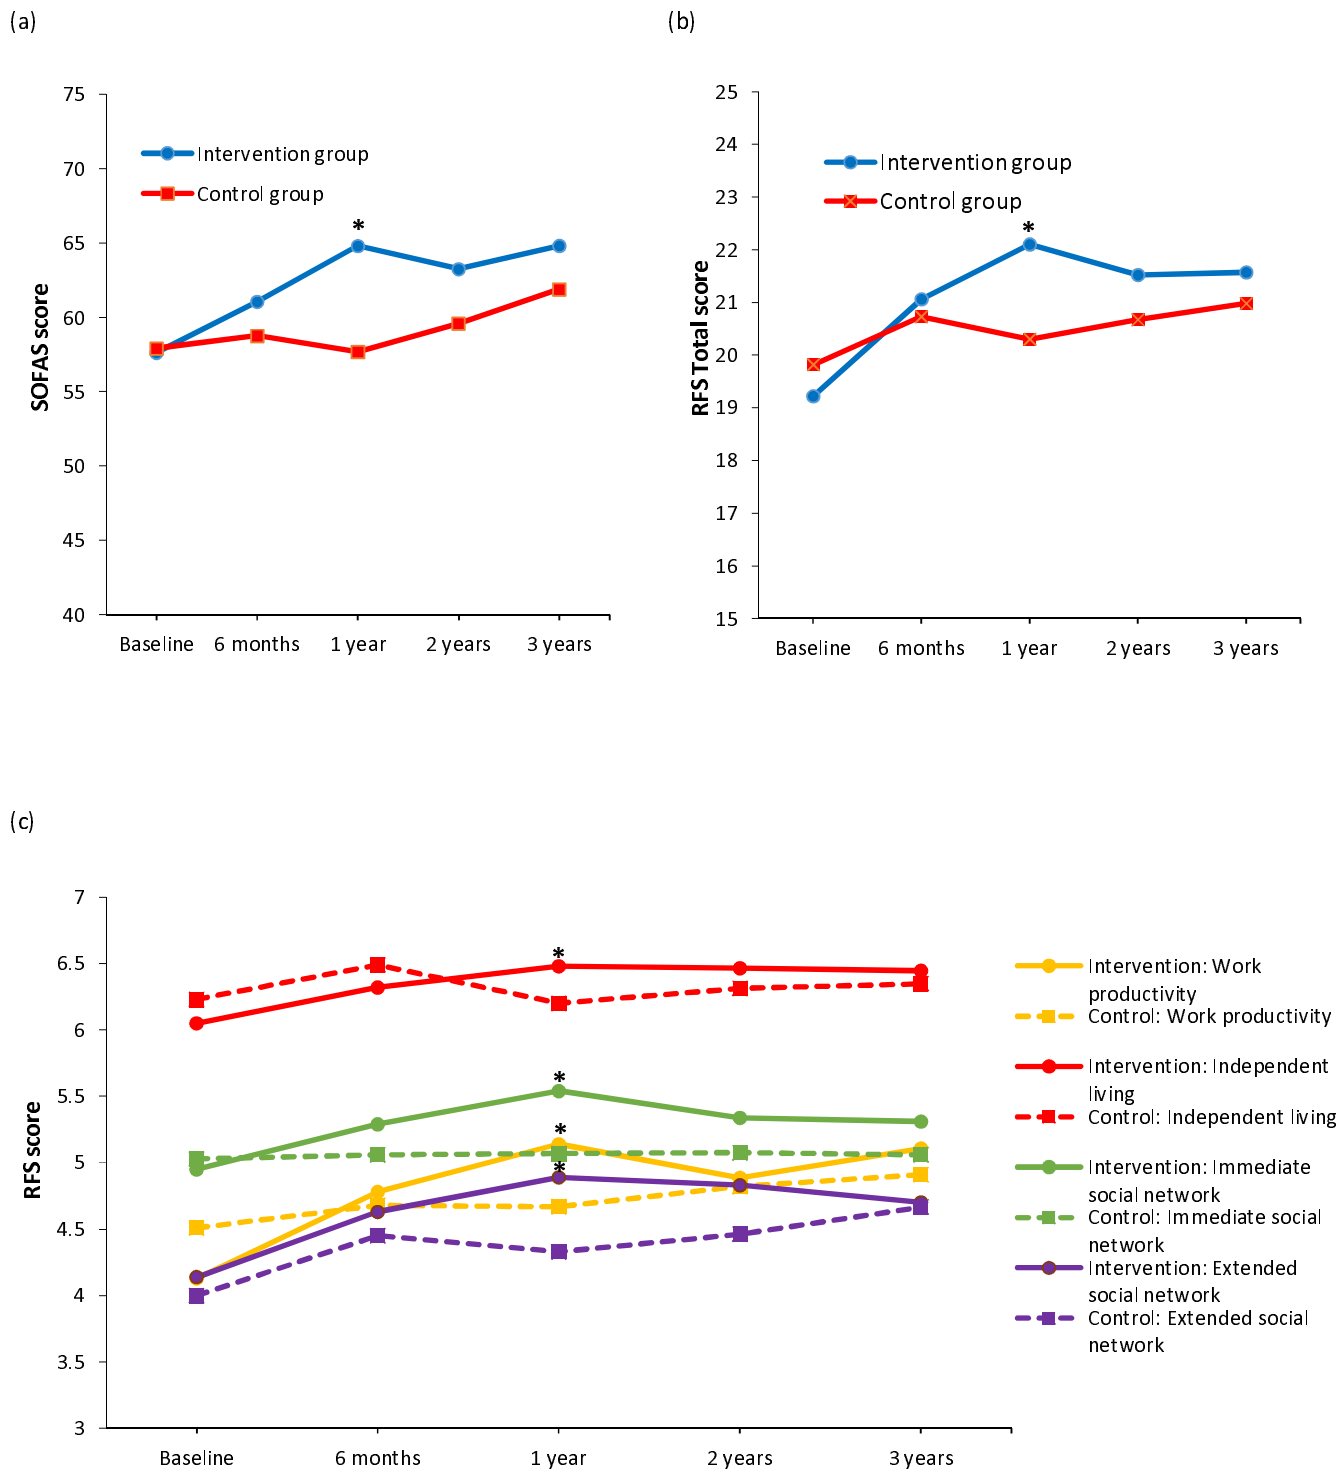 (a)
75
70
65
60
55
50
45
40
SOFAS score
Intervention group
Control group
*
Baseline
6 months
1 year
2 years
3 years
(b)
25
24
23
22
21
20
19
18
17
16
15
RFS Total score
Intervention group
Control group
*
Baseline
6 months
1 year
2 years
3 years
(c)
7
6.5
6
5.5
5
4.5
4
3.5
3
RFS score
*
*
*
*
Baseline
6 months
1 year
2 years
3 years
Intervention: Work
productivity
Control: Work productivity
Intervention: Independent
living
Control: Independent living
Intervention: Immediate
social network
Control: Immediate social
network
Intervention: Extended
social network
Control: Extended social
network